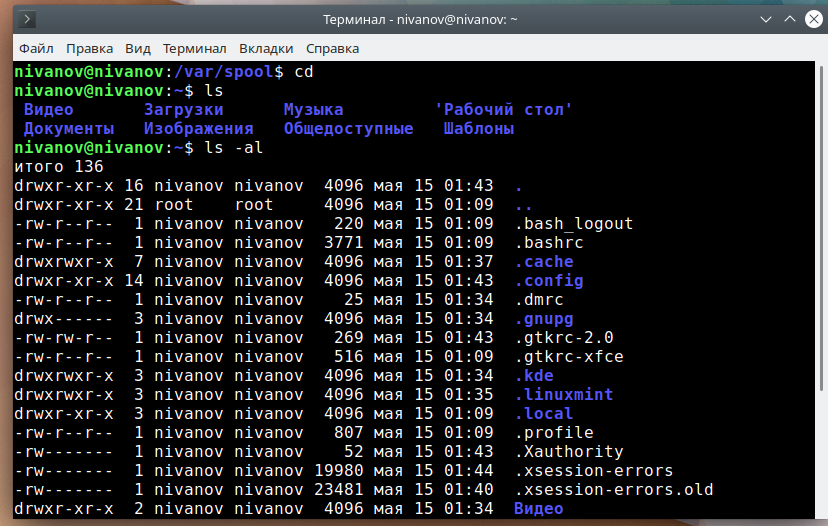 Терминал - nivanov@nivanov: ~
Файл Правка Вид Терминал Вкладки Справка
nivanov@nivanov:/var/spool$ cd
nivanov@nivanov:~$ ls
Видео Загрузки Музыка 'Рабочий стол'
Документы Изображения Общедоступные Шаблоны
nivanov@nivanov:~$ ls -al
итого 136
drwxr-xr-x 16 nivanov nivanov 4096 мая 15 01:43 .
drwxr-xr-x 21 root root 4096 мая 15 01:09 ..
-rw-r--r-- 1 nivanov nivanov 220 мая 15 01:09 .bash_logout
-rw-r--r-- 1 nivanov nivanov 3771 мая 15 01:09 .bashrc
drwxrwxr-x 7 nivanov nivanov 4096 мая 15 01:37 .cache
drwxr-xr-x 14 nivanov nivanov 4096 мая 15 01:43 .config
-rw-r--r-- 1 nivanov nivanov 25 мая 15 01:34 .dmrc
drwx------ 3 nivanov nivanov 4096 мая 15 01:34 .gnupg
-rw-rw-r-- 1 nivanov nivanov 269 мая 15 01:43 .gtkrc-2.0
-rw-r--r-- 1 nivanov nivanov 516 мая 15 01:09 .gtkrc-xfce
drwxrwxr-x 3 nivanov nivanov 4096 мая 15 01:34 .kde
drwxrwxr-x 3 nivanov nivanov 4096 мая 15 01:35 .linuxmint
drwxr-xr-x 3 nivanov nivanov 4096 мая 15 01:09 .local
-rw-r--r-- 1 nivanov nivanov 807 мая 15 01:09 .profile
-rw------- 1 nivanov nivanov 52 мая 15 01:43 .Xauthority
-rw------- 1 nivanov nivanov 19980 мая 15 01:44 .xsession-errors
-rw------- 1 nivanov nivanov 23481 мая 15 01:40 .xsession-errors.old
drwxr-xr-x 2 nivanov nivanov 4096 мая 15 01:34 Видео